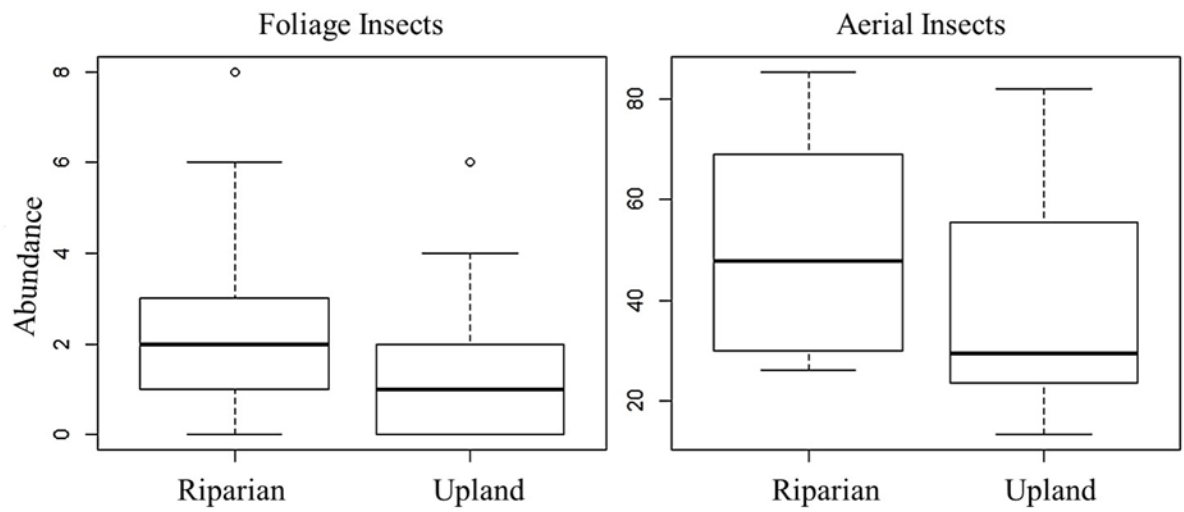 Foliage Insects
Aerial Insects
Abundance
8
6
4
2
0
80
60
40
20
Riparian
Upland
Riparian
Upland